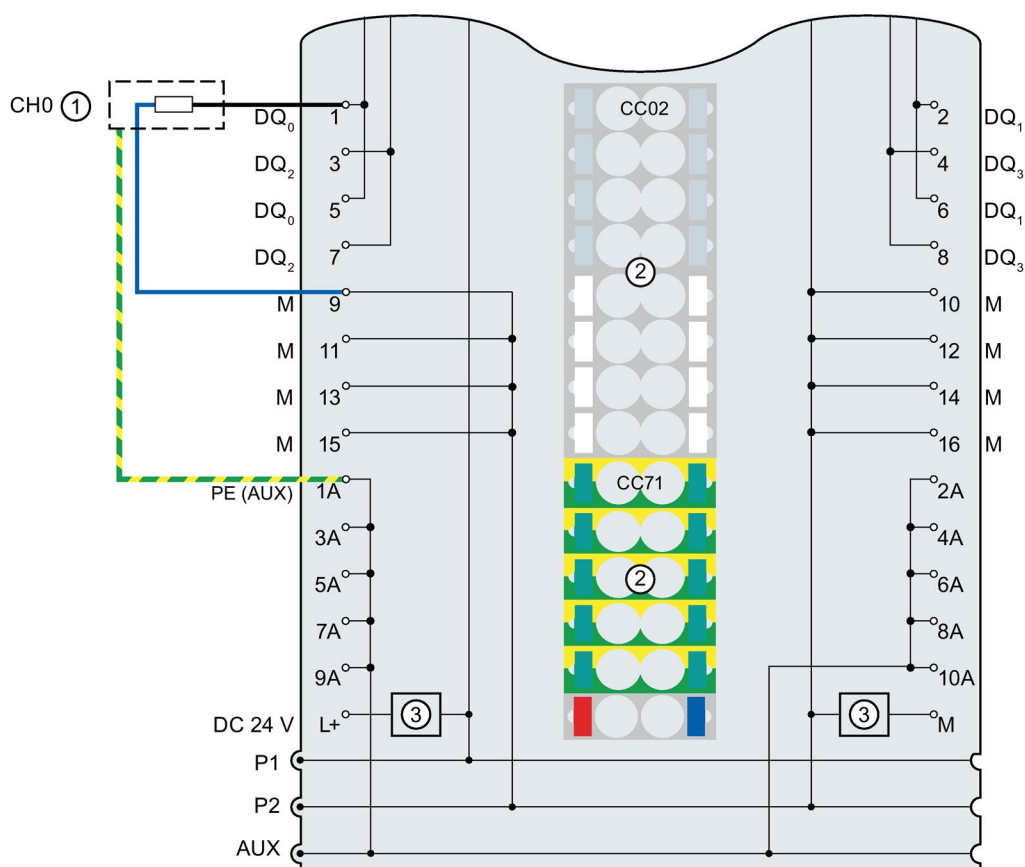 CH0 ①
CC02
DQ₀ 1
2 DQ₁
DQ₂ 3
4 DQ₃
DQ₀ 5
6 DQ₁
DQ₂ 7
8 DQ₃
②
M 9
10 M
M 11
12 M
M 13
14 M
M 15
16 M
PE (AUX) 1A
CC71
2A
3A
4A
5A
②
6A
7A
8A
9A
10A
DC 24 V L+ ③
③ M
P1
P2
AUX